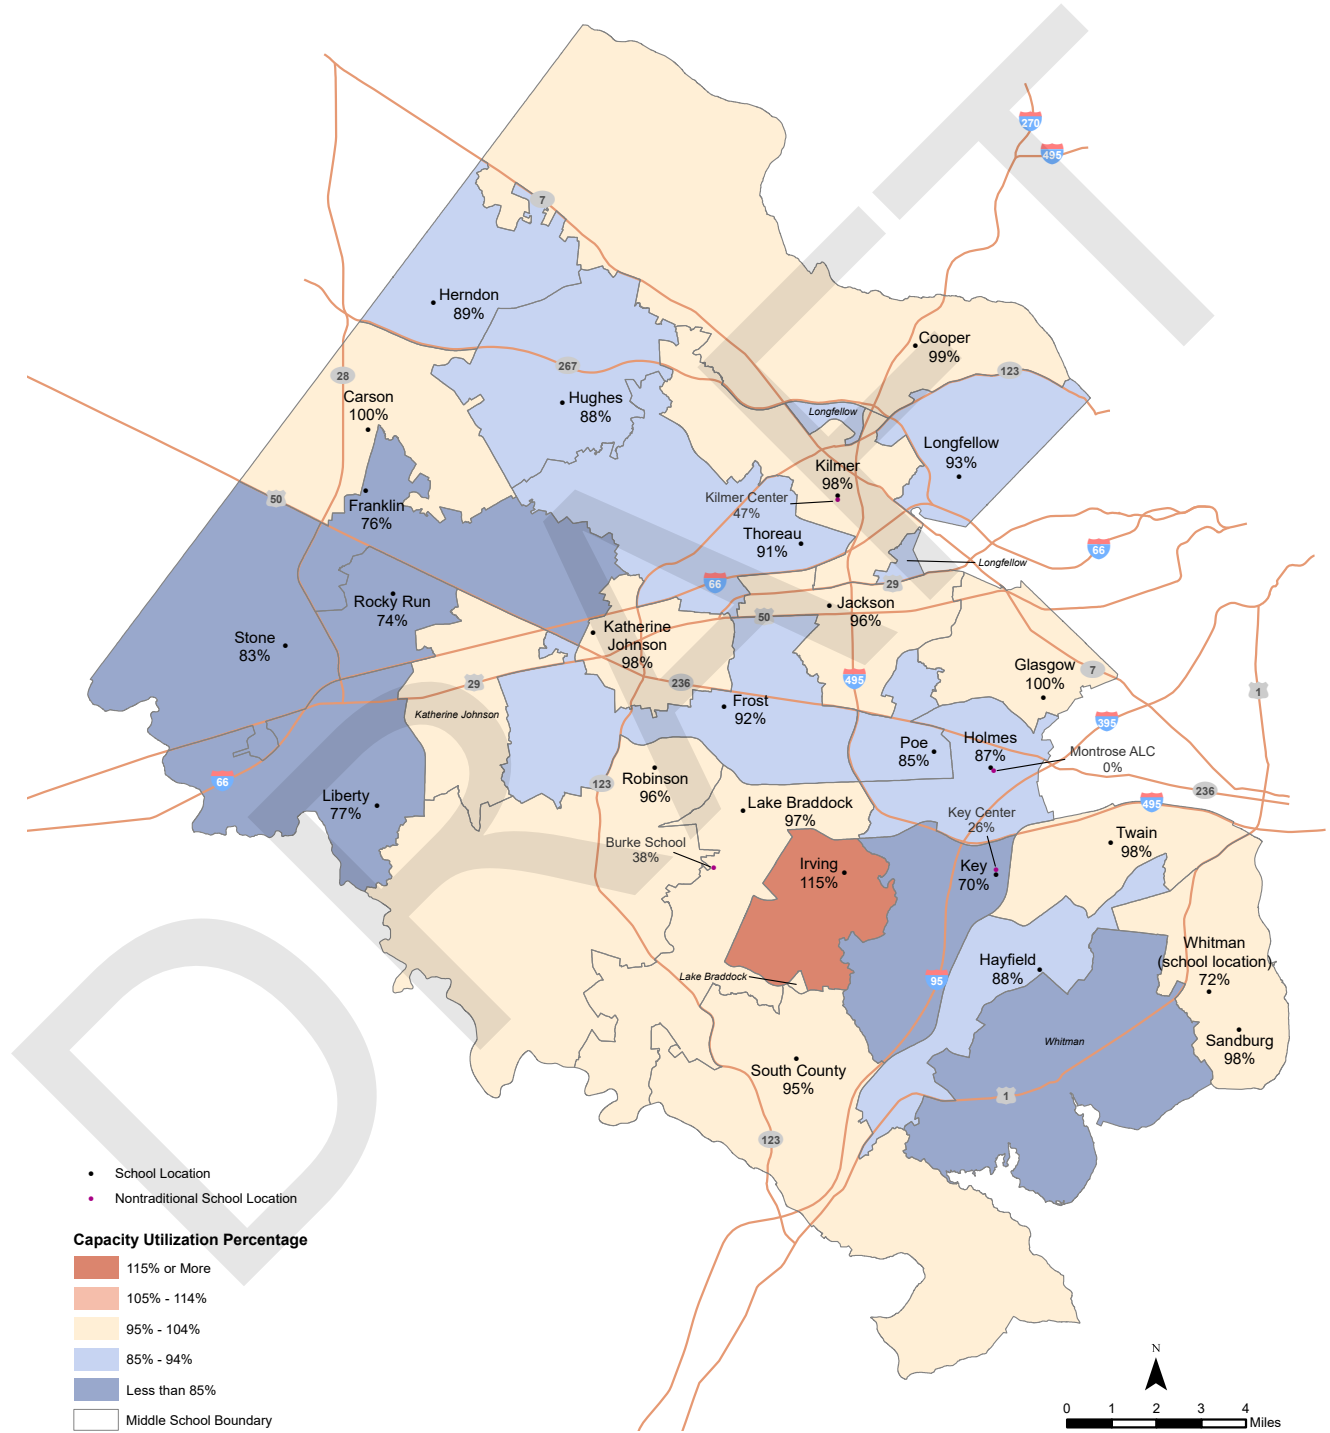 270
495
7
Herndon
89%
Cooper
99%
267
123
28
Carson
100%
Hughes
88%
Longfellow
Longfellow
93%
Kilmer
98%
Kilmer Center
47%
50
Franklin
76%
Thoreau
91%
66
Longfellow
66
29
Rocky Run
74%
Jackson
96%
50
Stone
83%
Katherine
Johnson
98%
Glasgow
100%
7
29
236
495
1
Katherine Johnson
Frost
92%
395
Poe
85%
Holmes
87%
Montrose ALC
0%
66
123
Robinson
96%
236
495
Liberty
77%
Lake Braddock
97%
Key Center
26%
Twain
98%
Burke School
38%
Irving
115%
Key
70%
Whitman
(school location)
72%
Hayfield
88%
Lake Braddock
95
Whitman
Sandburg
98%
South County
95%
1
123
DRAFT
School Location
Nontraditional School Location
Capacity Utilization Percentage
115% or More
105% - 114%
95% - 104%
85% - 94%
Less than 85%
Middle School Boundary
N
0 1 2 3 4
Miles